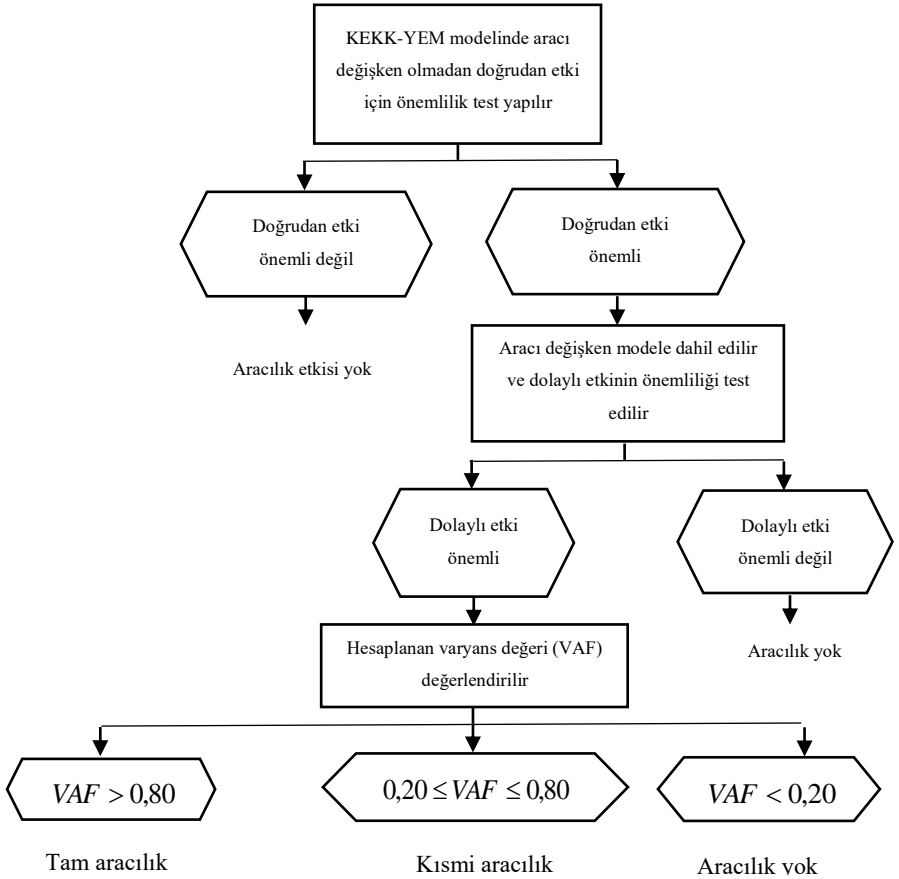 KEKK-YEM modelinde aracı
değişken olmadan doğrudan etki
için önemlilik test yapılır
Doğrudan etki
önemli değil
Doğrudan etki
önemli
Aracılık etkisi yok
Aracı değişken modele dahil edilir
ve dolaylı etkinin önemliliği test
edilir
Dolaylı etki
önemli
Dolaylı etki
önemli değil
Hesaplanan varyans değeri (VAF)
değerlendirilir
Aracılık yok
VAF > 0,80
0,20 ≤ VAF ≤ 0,80
VAF < 0,20
Tam aracılık
Kısmi aracılık
Aracılık yok